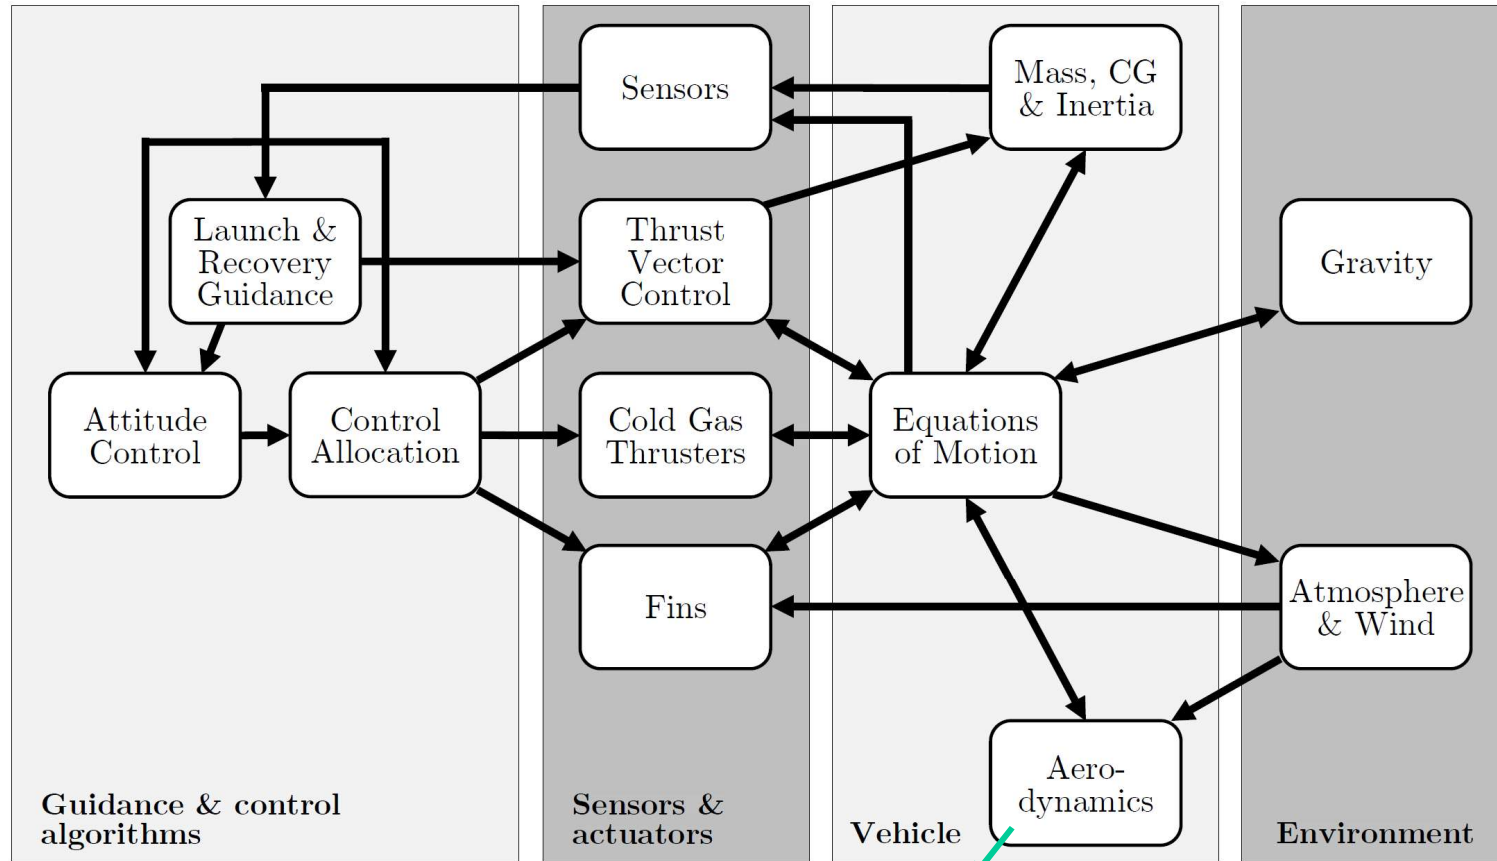 Sensors
Mass, CG
& Inertia
Launch &
Recovery
Guidance
Thrust
Vector
Control
Gravity
Attitude
Control
Control
Allocation
Cold Gas
Thrusters
Equations
of Motion
Fins
Atmosphere
& Wind
Aero-
dynamics
Guidance & control
algorithms
Sensors &
actuators
Vehicle
Environment